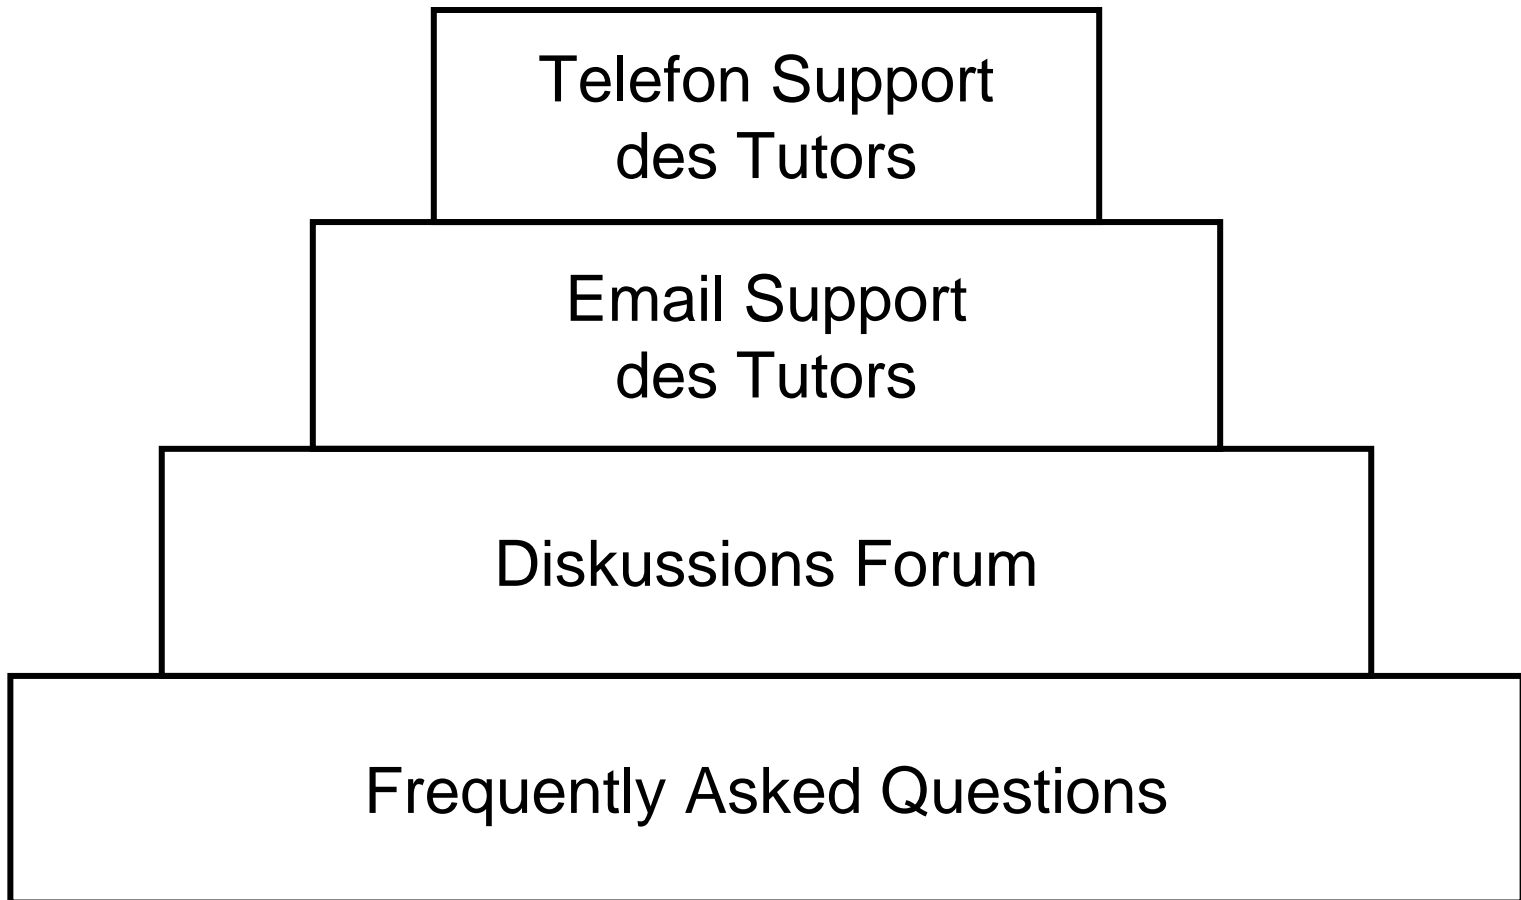 Telefon Support
des Tutors
Email Support
des Tutors
Diskussions Forum
Frequently Asked Questions